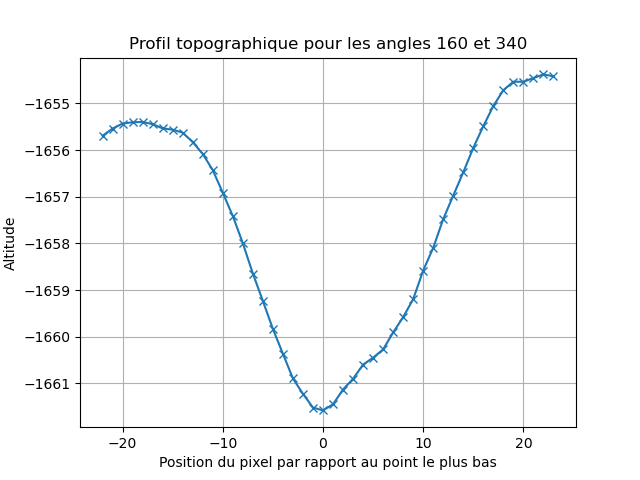 Profil topographique pour les angles 160 et 340
Altitude
−1655
−1656
−1657
−1658
−1659
−1660
−1661
−20 −10 0 10 20
Position du pixel par rapport au point le plus bas